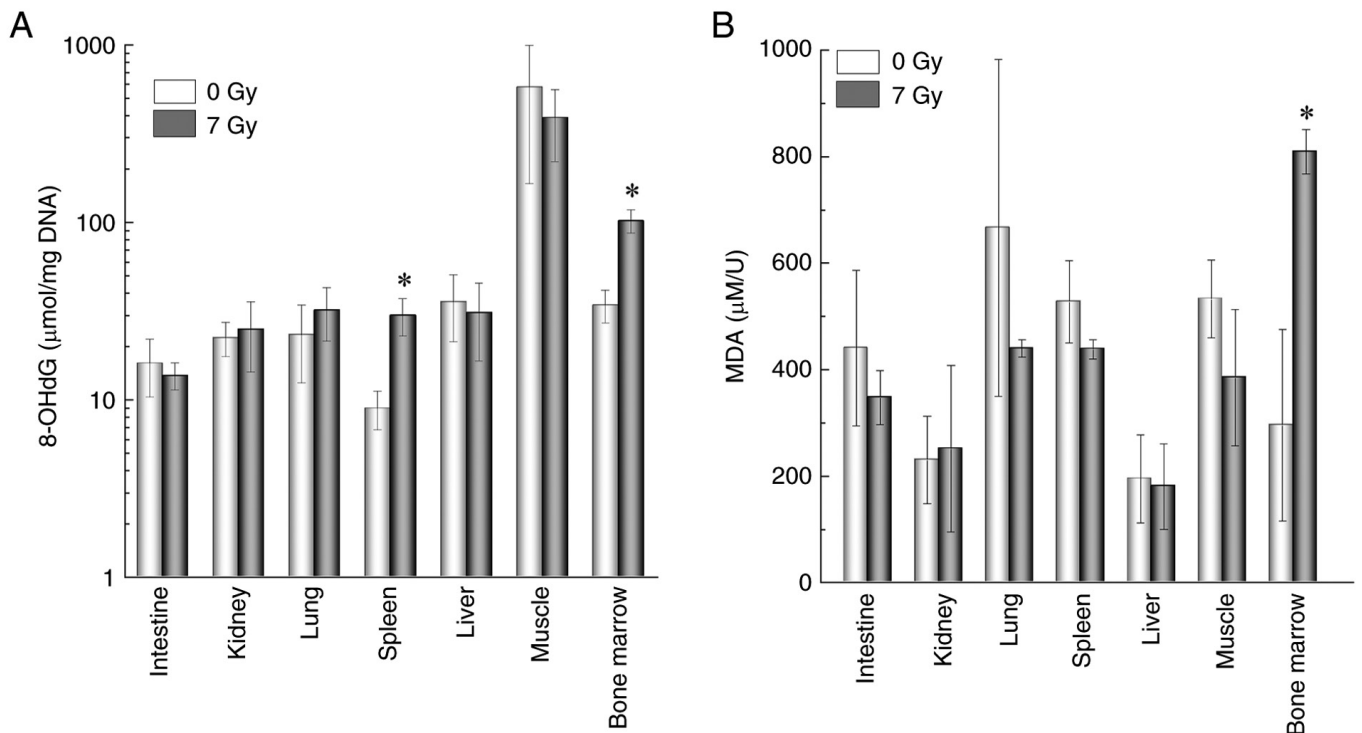 A
1000
100
10
1
8-OHdG (μmol/mg DNA)
0 Gy
7 Gy
*
*
Intestine
Kidney
Lung
Spleen
Liver
Muscle
Bone marrow
B
1000
800
600
400
200
0
MDA (μM/U)
0 Gy
7 Gy
*
Intestine
Kidney
Lung
Spleen
Liver
Muscle
Bone marrow